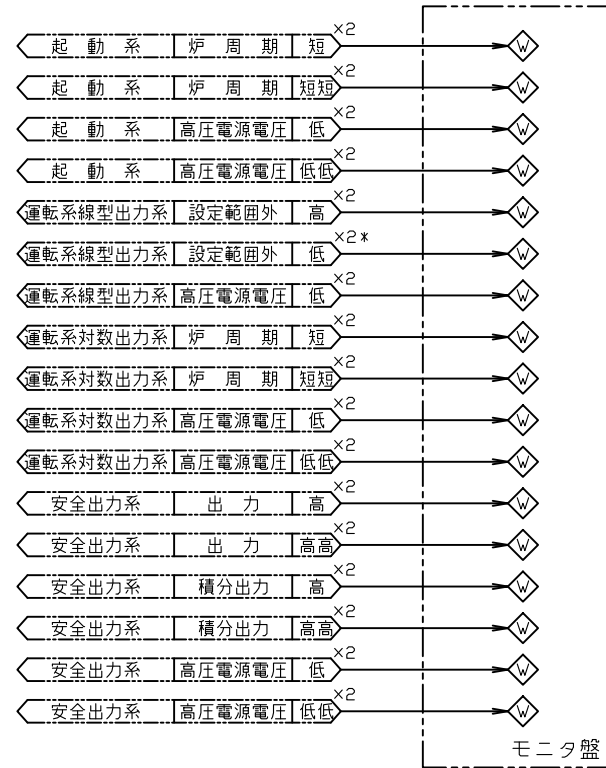 起動系 炉周期 短 ×2 W
起動系 炉周期 短短 ×2 W
起動系 高圧電源電圧 低 ×2 W
起動系 高圧電源電圧 低低 ×2 W
運転系線型出力系 設定範囲外 高 ×2 W
運転系線型出力系 設定範囲外 低 ×2* W
運転系線型出力系 高圧電源電圧 低 ×2 W
運転系対数出力系 炉周期 短 ×2 W
運転系対数出力系 炉周期 短短 ×2 W
運転系対数出力系 高圧電源電圧 低 ×2 W
運転系対数出力系 高圧電源電圧 低低 ×2 W
安全出力系 出力 高 ×2 W
安全出力系 出力 高高 ×2 W
安全出力系 積分出力 高 ×2 W
安全出力系 積分出力 高高 ×2 W
安全出力系 高圧電源電圧 低 ×2 W
安全出力系 高圧電源電圧 低低 ×2 W
モニタ盤